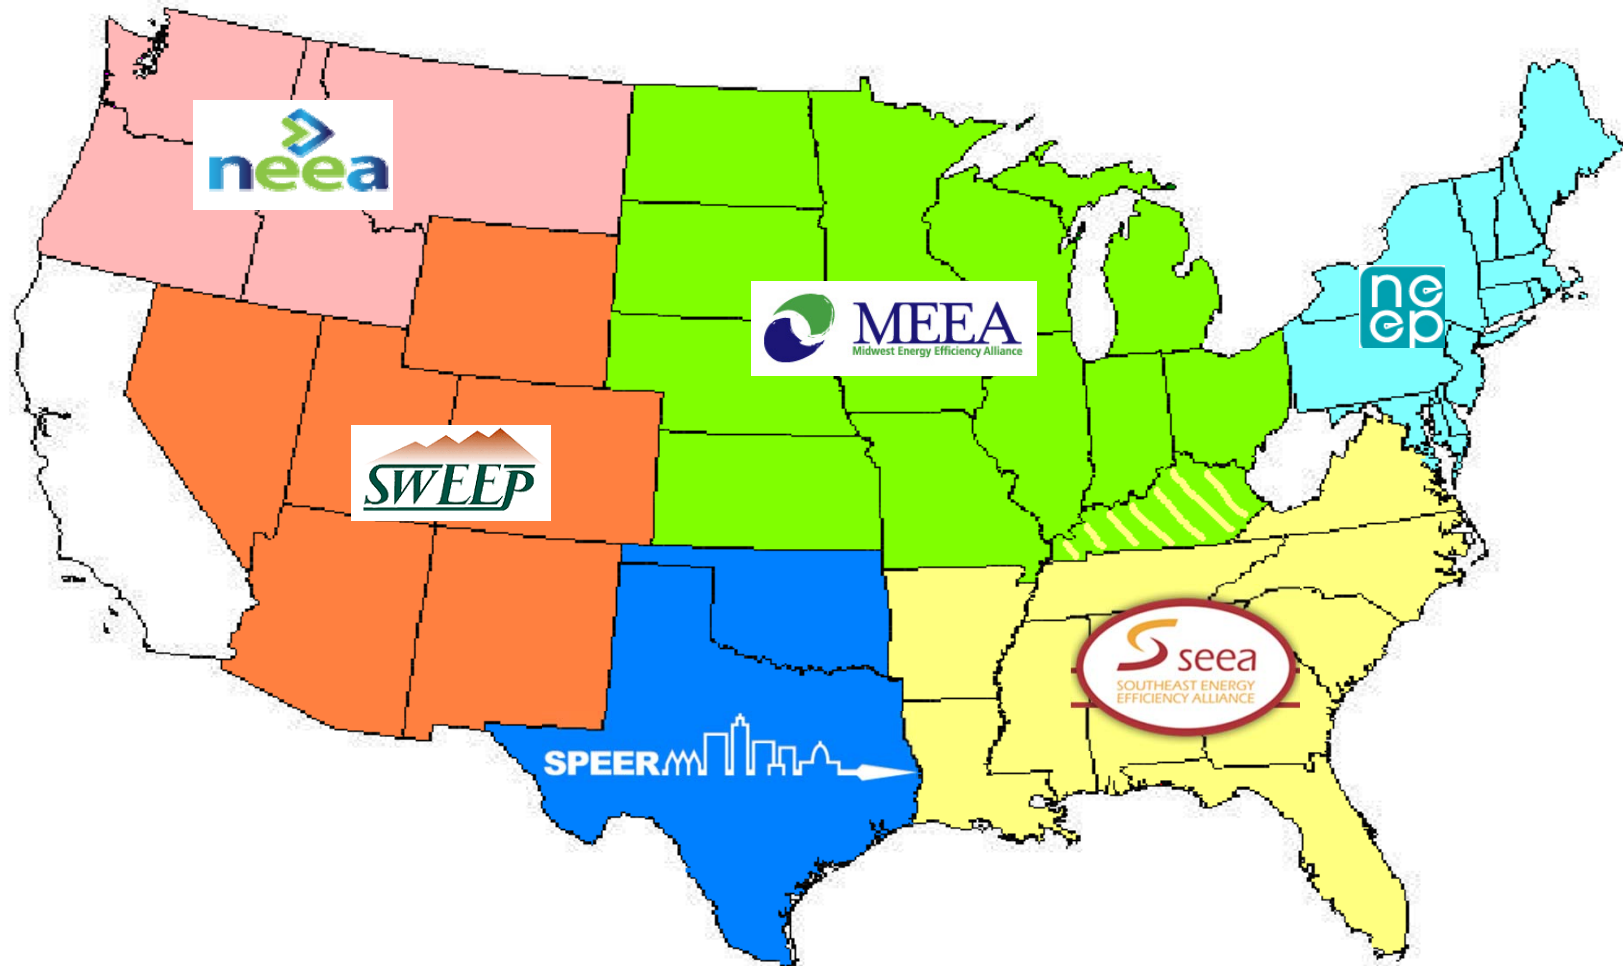 neea
MEEA
Midwest Energy Efficiency Alliance
ne
ep
SWEEP
seea
SOUTHEAST ENERGY
EFFICIENCY ALLIANCE
SPEER